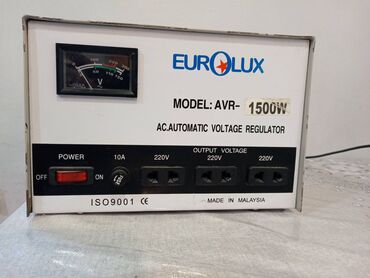 EUROLUX
V
MODEL: AVR- 1500W
AC.AUTOMATIC VOLTAGE REGULATOR
OUTPUT VOLTAGE
POWER 10A 220V 220V 220V
OFF ON
ISO9001 CE MADE IN MALAYSIA